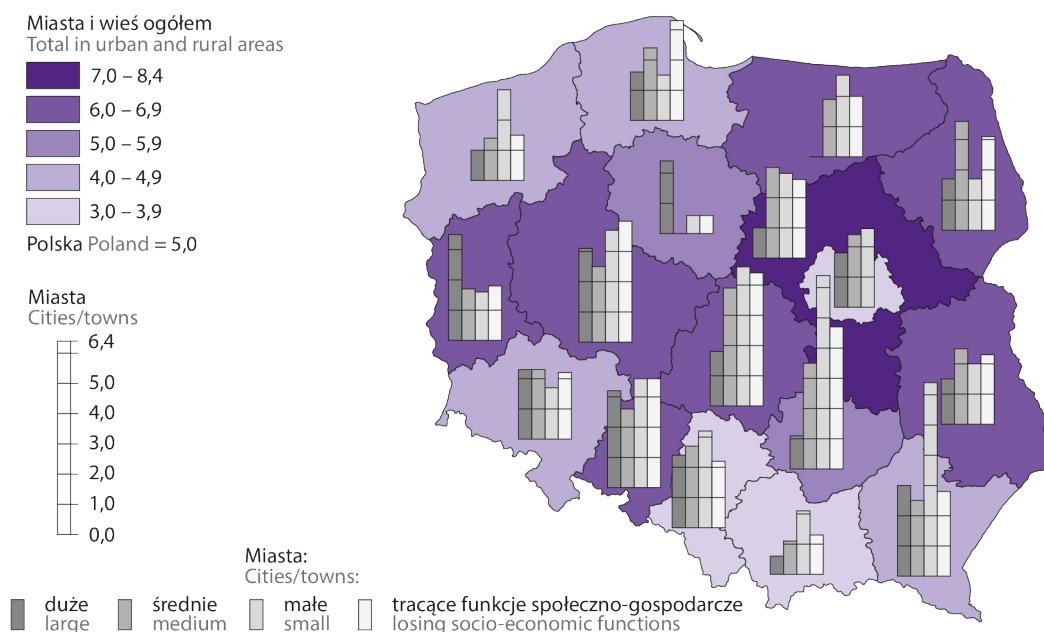 Miasta i wieś ogółem
Total in urban and rural areas
7,0 – 8,4
6,0 – 6,9
5,0 – 5,9
4,0 – 4,9
3,0 – 3,9
Polska Poland = 5,0
Miasta
Cities/towns
6,4
5,0
4,0
3,0
2,0
1,0
0,0
Miasta:
Cities/towns:
duże
large
średnie
medium
małe
small
tracące funkcje społeczno-gospodarcze
losing socio-economic functions